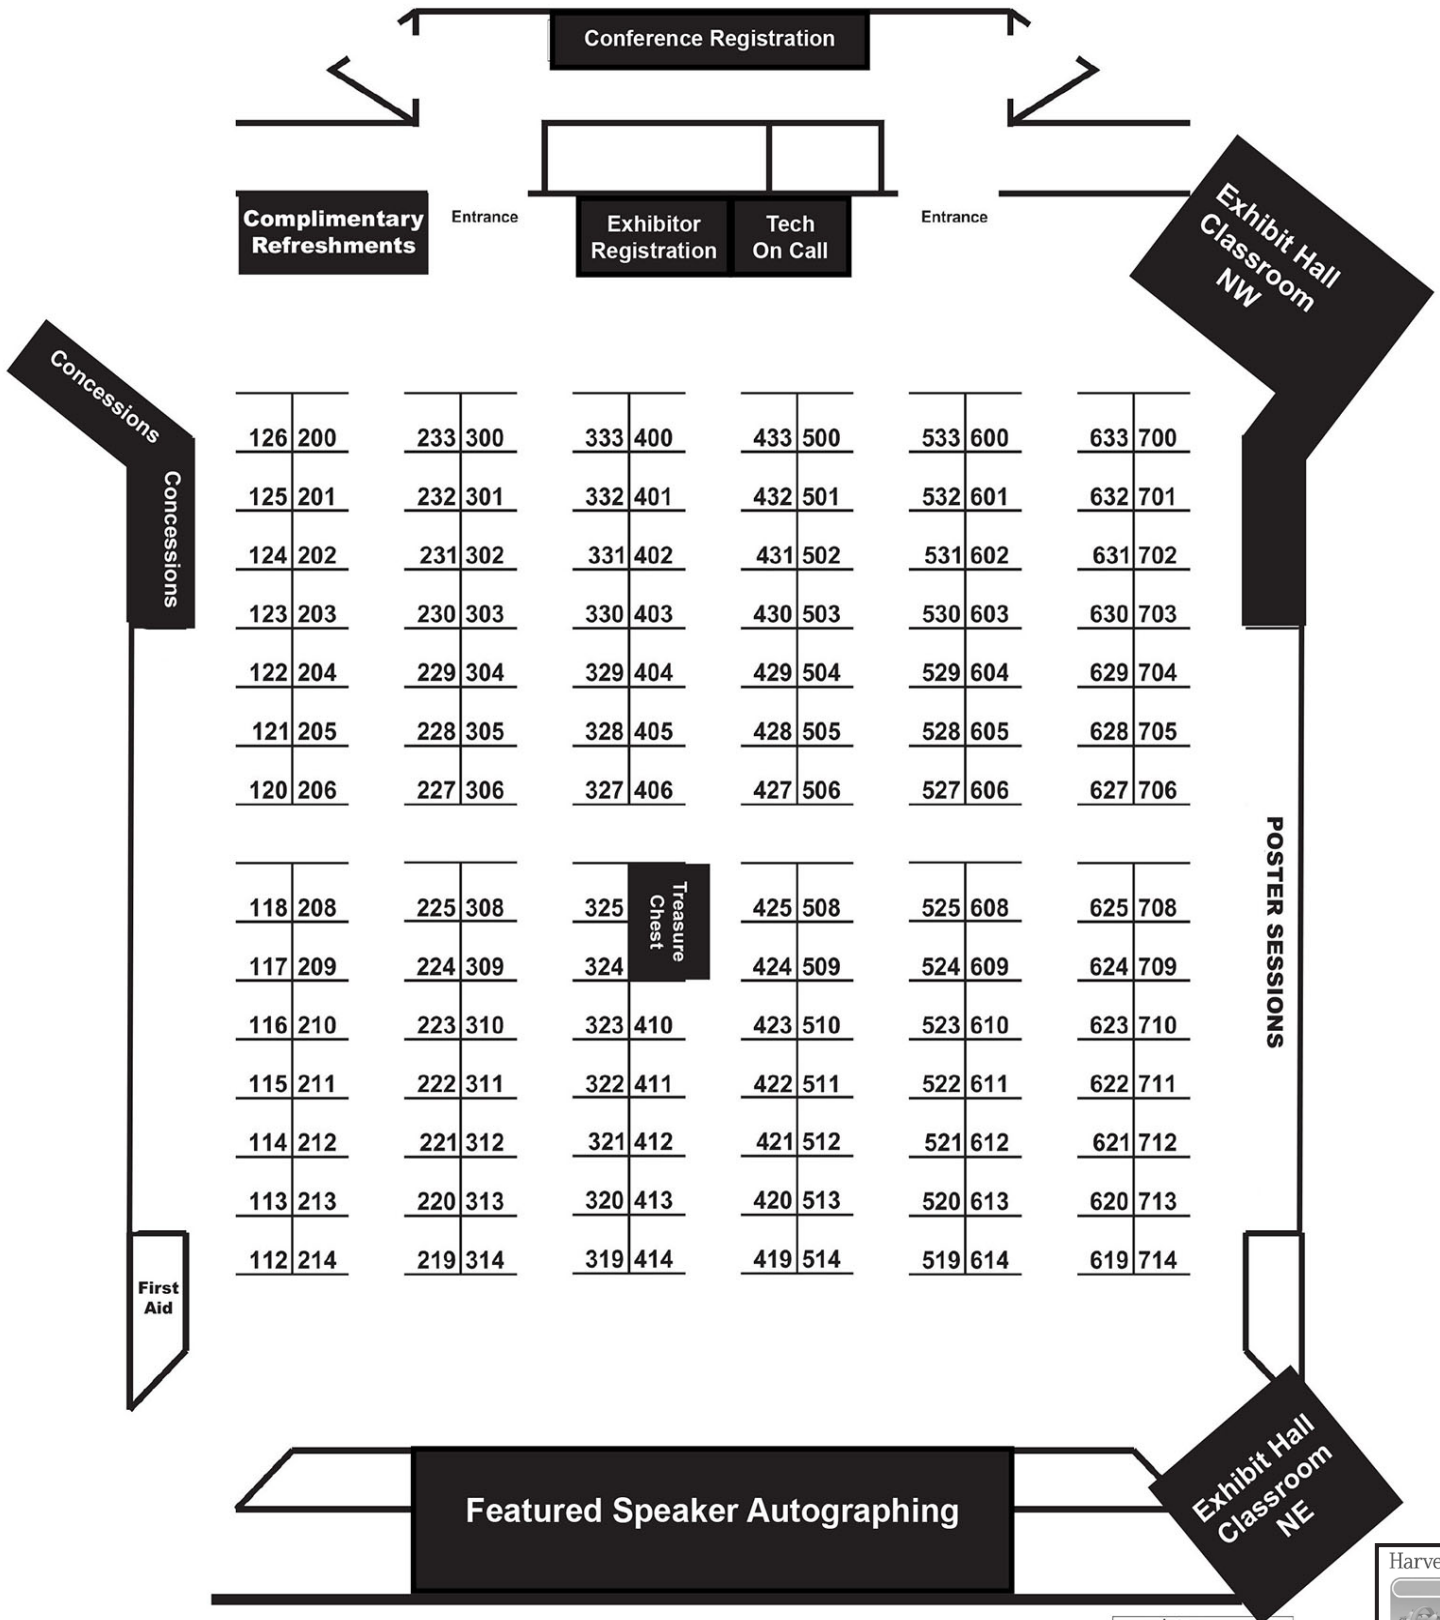 Conference Registration
Complimentary
Refreshments
Entrance
Exhibitor
Registration
Tech
On Call
Entrance
Exhibit Hall
Classroom
NW
Concessions
Concessions
126 200 233 300 333 400 433 500 533 600 633 700
125 201 232 301 332 401 432 501 532 601 632 701
124 202 231 302 331 402 431 502 531 602 631 702
123 203 230 303 330 403 430 503 530 603 630 703
122 204 229 304 329 404 429 504 529 604 629 704
121 205 228 305 328 405 428 505 528 605 628 705
120 206 227 306 327 406 427 506 527 606 627 706
118 208 225 308 325 425 508 525 608 625 708
117 209 224 309 324 424 509 524 609 624 709
Treasure
Chest
116 210 223 310 323 410 423 510 523 610 623 710
115 211 222 311 322 411 422 511 522 611 622 711
114 212 221 312 321 412 421 512 521 612 621 712
113 213 220 313 320 413 420 513 520 613 620 713
112 214 219 314 319 414 419 514 519 614 619 714
POSTER SESSIONS
First
Aid
Featured Speaker Autographing
Exhibit Hall
Classroom
NE
Harve